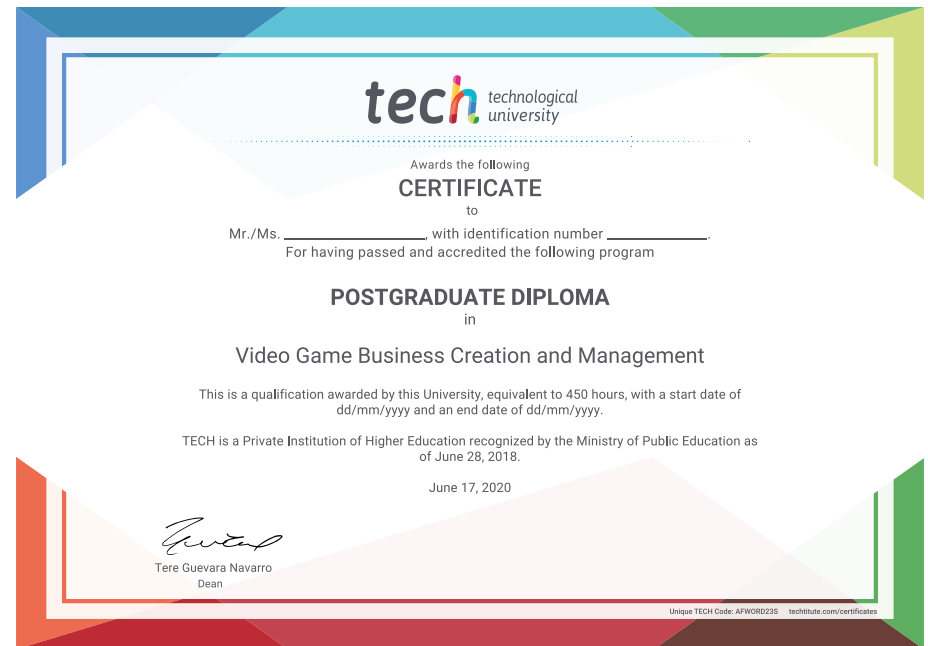 tech technological
university
Awards the following
CERTIFICATE
to
Mr./Ms. ____________________, with identification number ______________.
For having passed and accredited the following program
POSTGRADUATE DIPLOMA
in
Video Game Business Creation and Management
This is a qualification awarded by this University, equivalent to 450 hours, with a start date of
dd/mm/yyyy and an end date of dd/mm/yyyy.
TECH is a Private Institution of Higher Education recognized by the Ministry of Public Education as
of June 28, 2018.
June 17, 2020
Tere Guevara Navarro
Dean
Unique TECH Code: AFWORD23S techtitute.com/certificates